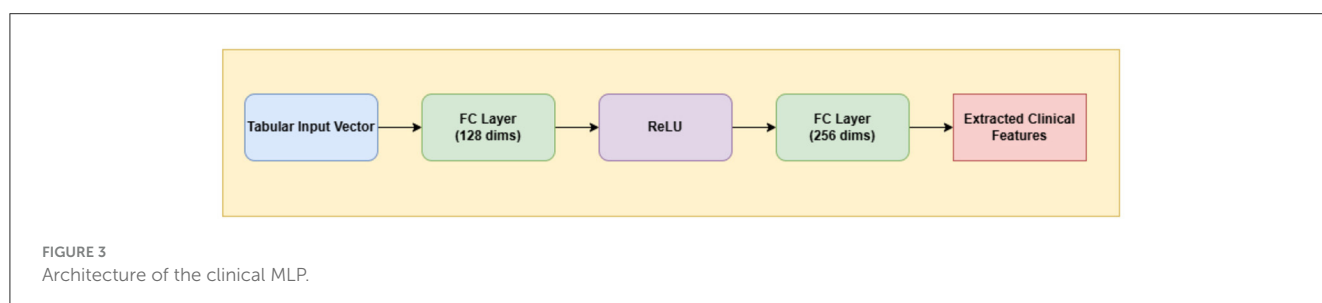 Tabular Input Vector
FC Layer
(128 dims)
ReLU
FC Layer
(256 dims)
Extracted Clinical
Features
FIGURE 3
Architecture of the clinical MLP.